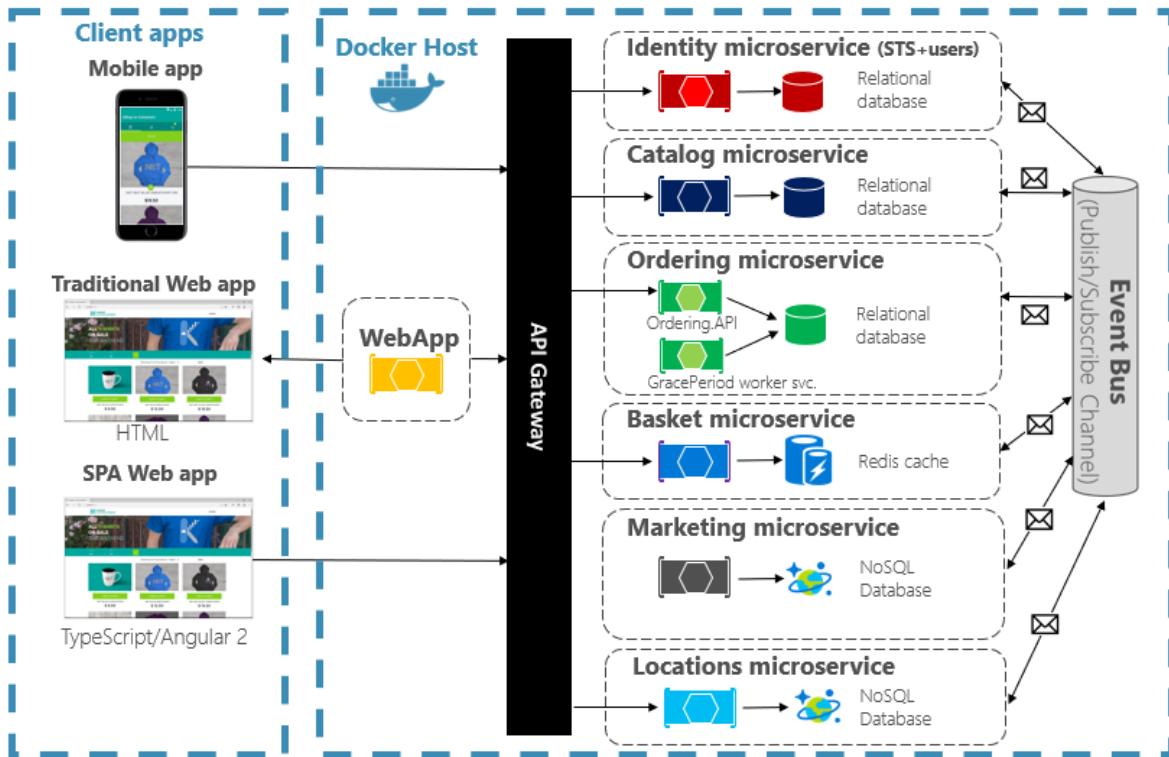 Client apps
Mobile app
Traditional Web app
HTML
SPA Web app
TypeScript/Angular 2
Docker Host
WebApp
API Gateway
Identity microservice (STS+users)
Relational
database
Catalog microservice
Relational
database
Ordering microservice
Ordering.API
GracePeriod worker svc.
Relational
database
Basket microservice
Redis cache
Marketing microservice
NoSQL
Database
Locations microservice
NoSQL
Database
Event Bus
(Publish/Subscribe Channel)